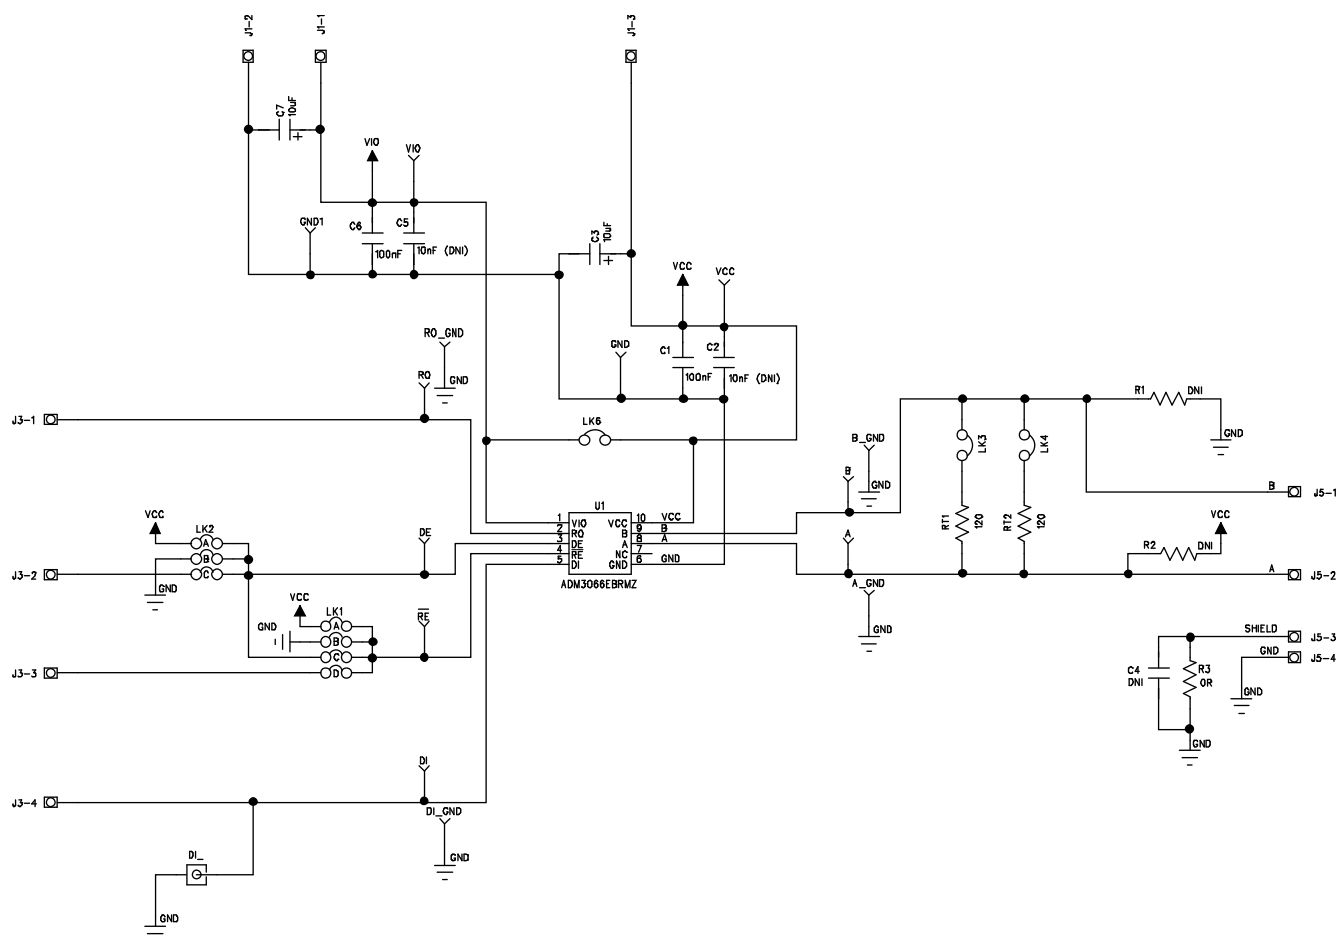 J1-2
J1-1
J1-3
C7
10uF
VIO
VIO
GND1
C6
C5
100nF
10nF (DNI)
C3
10uF
VCC
VCC
RO_GND
GND
C1
C2
100nF
10nF (DNI)
RO
GND
J3-1
LK6
R1
DNI
GND
B_GND
LK3
LK4
B
GND
B
J5-1
VCC
LK2
A
B
C
DE
U1
1
2
3
4
5
VIO
RO
DE
RE
DI
VCC
B
A
NC
GND
10
9
8
7
6
VCC
B
A
GND
ADM3066EBRMZ
A
RT1
120
RT2
120
VCC
R2
DNI
J3-2
GND
A_GND
GND
A
J5-2
VCC
LK1
GND
A
B
C
D
RE
J3-3
SHIELD
J5-3
GND
J5-4
C4
DNI
R3
0R
GND
GND
DI
J3-4
DI_GND
GND
DI_
GND